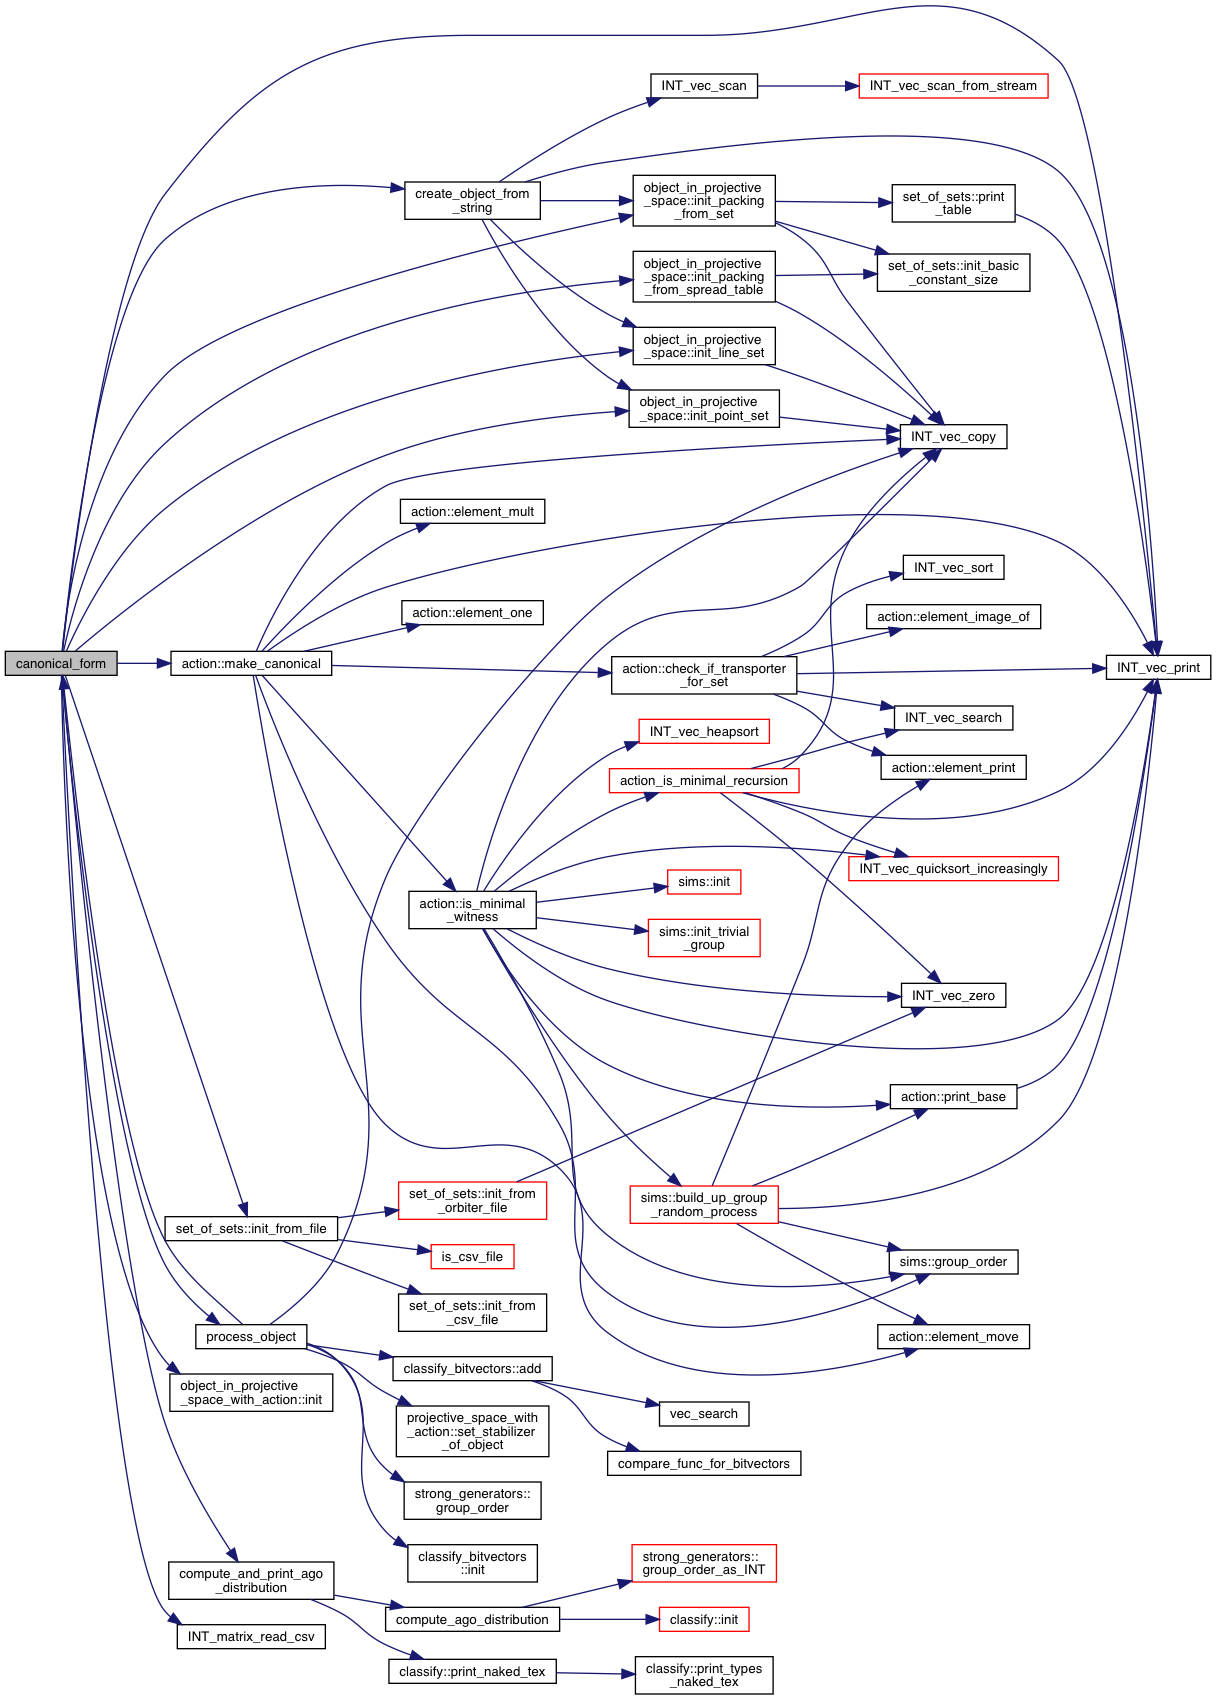 INT_vec_scan
INT_vec_scan_from_stream
create_object_from
_string
object_in_projective
_space::init_packing
_from_set
set_of_sets::print
_table
object_in_projective
_space::init_packing
_from_spread_table
set_of_sets::init_basic
_constant_size
object_in_projective
_space::init_line_set
object_in_projective
_space::init_point_set
INT_vec_copy
action::element_mult
INT_vec_sort
action::element_one
action::element_image_of
canonical_form
action::make_canonical
action::check_if_transporter
_for_set
INT_vec_print
INT_vec_search
INT_vec_heapsort
action::element_print
action_is_minimal_recursion
INT_vec_quicksort_increasingly
sims::init
action::is_minimal
_witness
sims::init_trivial
_group
INT_vec_zero
action::print_base
set_of_sets::init_from
_orbiter_file
sims::build_up_group
_random_process
set_of_sets::init_from_file
is_csv_file
sims::group_order
set_of_sets::init_from
_csv_file
process_object
action::element_move
classify_bitvectors::add
object_in_projective
_space_with_action::init
vec_search
projective_space_with
_action::set_stabilizer
_of_object
compare_func_for_bitvectors
strong_generators::
group_order
classify_bitvectors
::init
strong_generators::
group_order_as_INT
compute_and_print_ago
_distribution
compute_ago_distribution
classify::init
INT_matrix_read_csv
classify::print_naked_tex
classify::print_types
_naked_tex